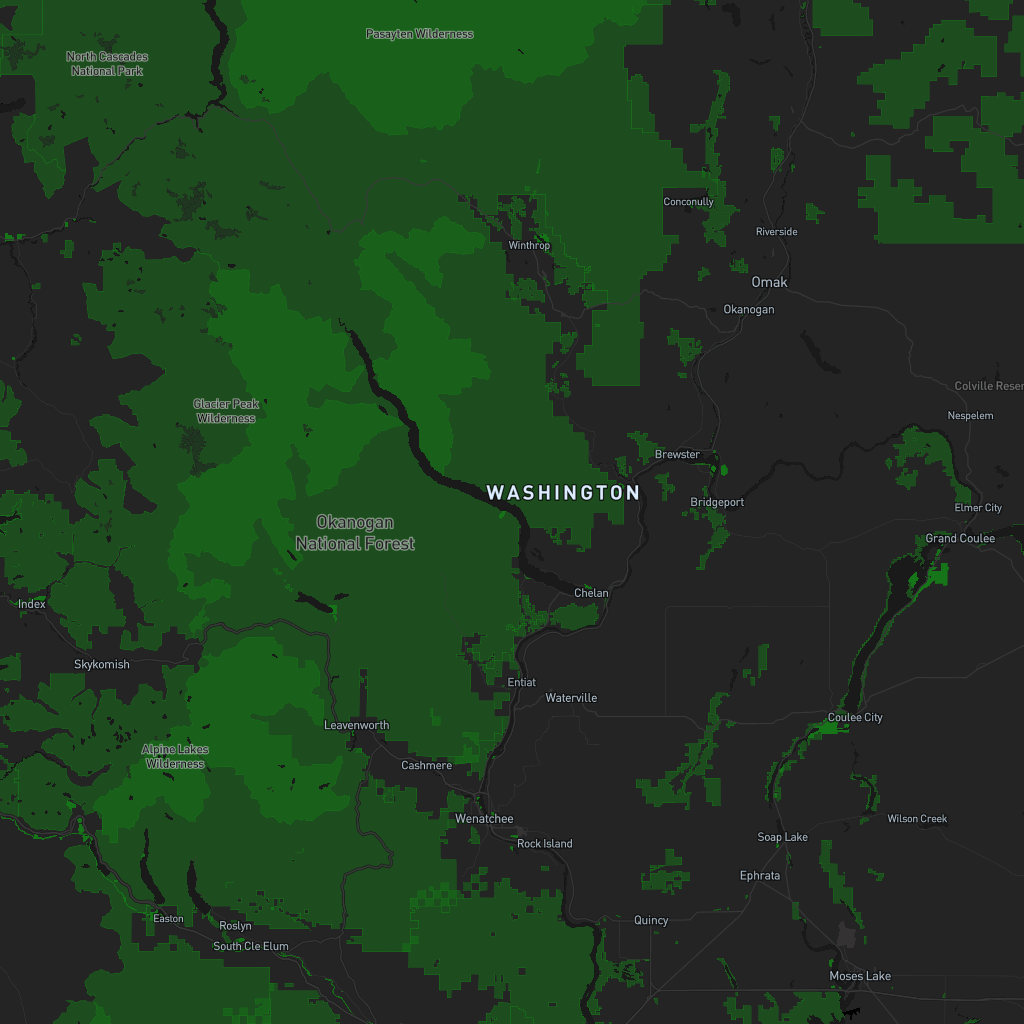 Pasayten Wilderness
North Cascades
National Park
Conconully
Riverside
Winthrop
Omak
Okanogan
Colville Reser
Glacier Peak
Wilderness
Nespelem
Brewster
WASHINGTON
Bridgeport
Elmer City
Okanogan
National Forest
Grand Coulee
Chelan
Index
Skykomish
Entiat
Waterville
Leavenworth
Coulee City
Alpine Lakes
Wilderness
Cashmere
Wenatchee
Wilson Creek
Rock Island
Soap Lake
Ephrata
Easton
Roslyn
Quincy
South Cle Elum
Moses Lake